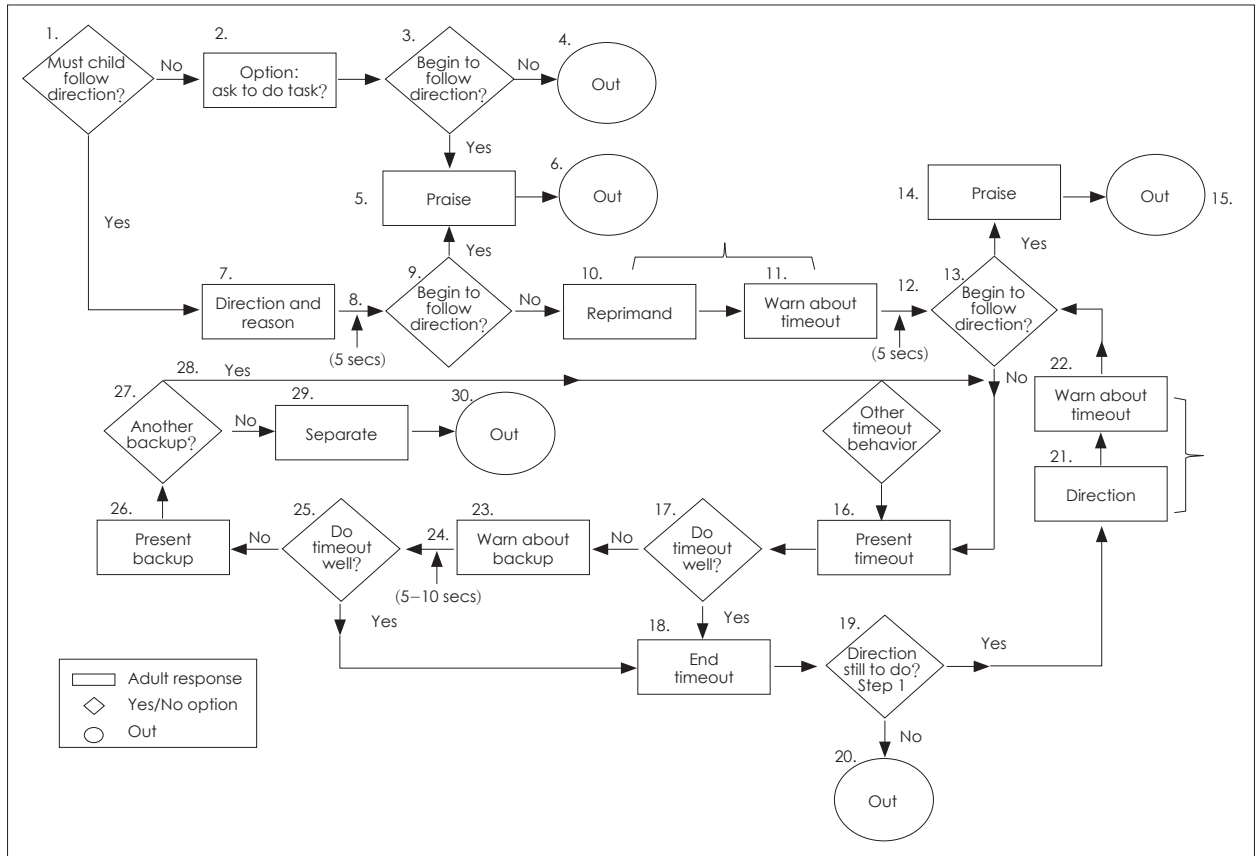 1.
Must child
follow
direction?
No
2.
Option:
ask to do task?
3.
Begin to
follow
direction?
No
4.
Out
Yes
5.
Praise
6.
Out
Yes
7.
Direction and
reason
8.
(5 secs)
Yes
9.
Begin to
follow
direction?
No
10.
Reprimand
11.
Warn about
timeout
12.
(5 secs)
13.
Begin to
follow
direction?
Yes
14.
Praise
Out
15.
No
22.
Warn about
timeout
21.
Direction
28.
Yes
27.
Another
backup?
No
29.
Separate
30.
Out
Other
timeout
behavior
26.
Present
backup
No
25.
Do
timeout
well?
24.
(5–10 secs)
23.
Warn about
backup
No
17.
Do
timeout
well?
16.
Present
timeout
Yes
Yes
18.
End
timeout
19.
Direction
still to do?
Step 1
Yes
No
20.
Out
Adult response
Yes/No option
Out